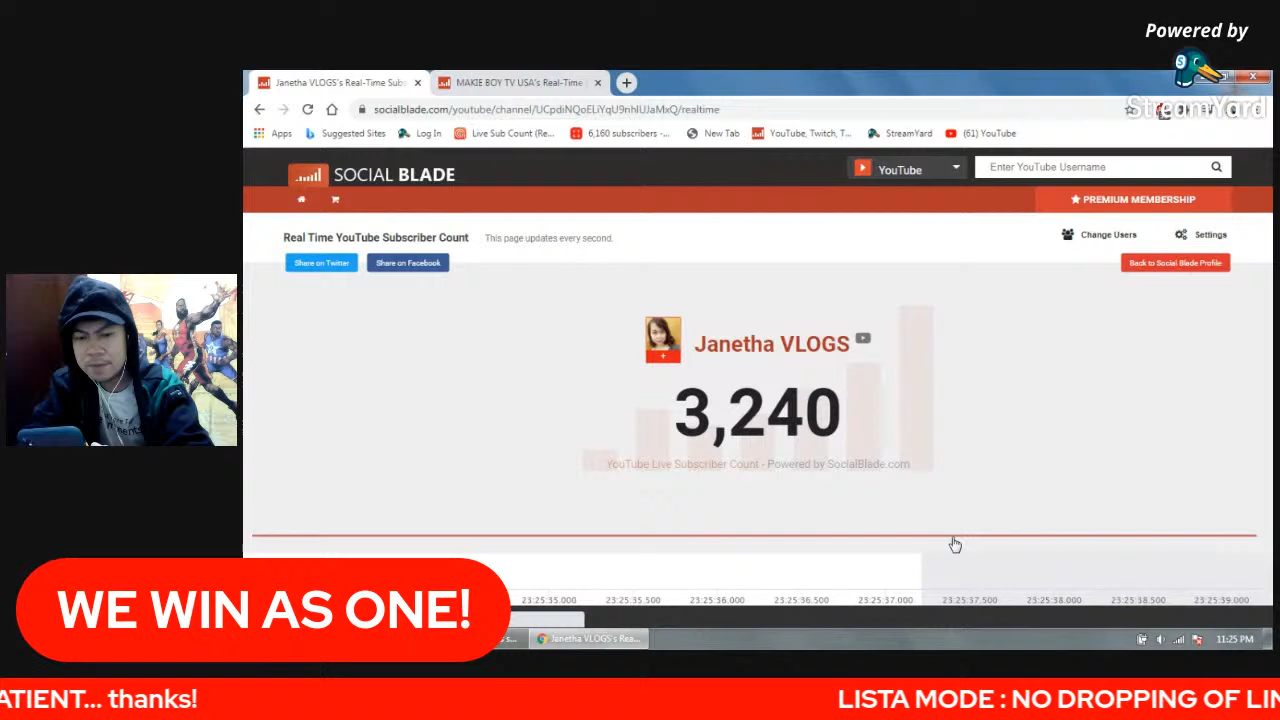 Powered by
StreamYard
Janetha VLOGS's Real-Time Subs
MAKIE BOY TV USA's Real-Time
socialblade.com/youtube/channel/UCpdiNQoELiYqU9nhlUJaMxQ/realtime
Apps
Suggested Sites
Log In
Live Sub Count (Re...
6,160 subscribers -...
New Tab
YouTube, Twitch, T...
StreamYard
(61) YouTube
SOCIAL BLADE
YouTube
Enter YouTube Username
PREMIUM MEMBERSHIP
Real Time YouTube Subscriber Count
This page updates every second.
Change Users
Settings
Share on Twitter
Share on Facebook
Back to Social Blade Profile
Janetha VLOGS
3,240
YouTube Live Subscriber Count - Powered by SocialBlade.com
23:25:35.000
23:25:35.500
23:25:36.000
23:25:36.500
23:25:37.000
23:25:37.500
23:25:38.000
23:25:38.500
23:25:39.000
WE WIN AS ONE!
Janetha VLOGS's Rea...
11:25 PM
ATIENT... thanks!
LISTA MODE : NO DROPPING OF LIN